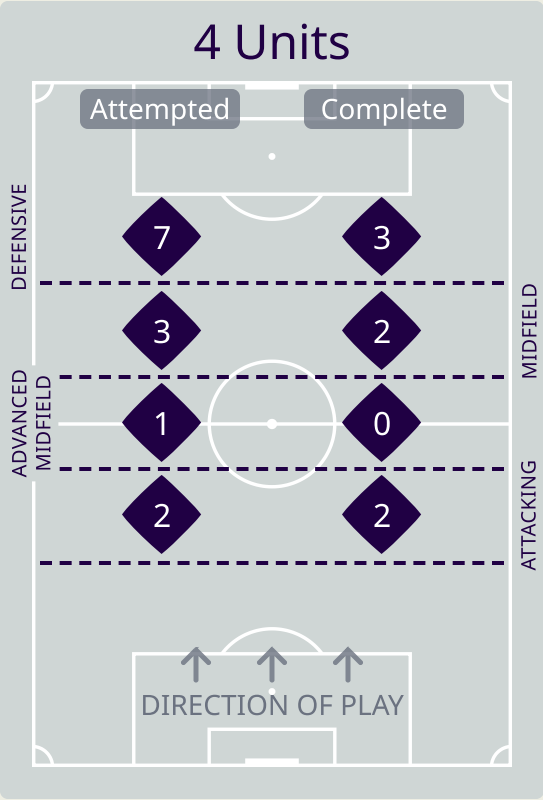 4 Units
Attempted Complete
DEFENSIVE
7 3
MIDFIELD
3 2
ADVANCED
MIDFIELD
1 0
ATTACKING
2 2
DIRECTION OF PLAY